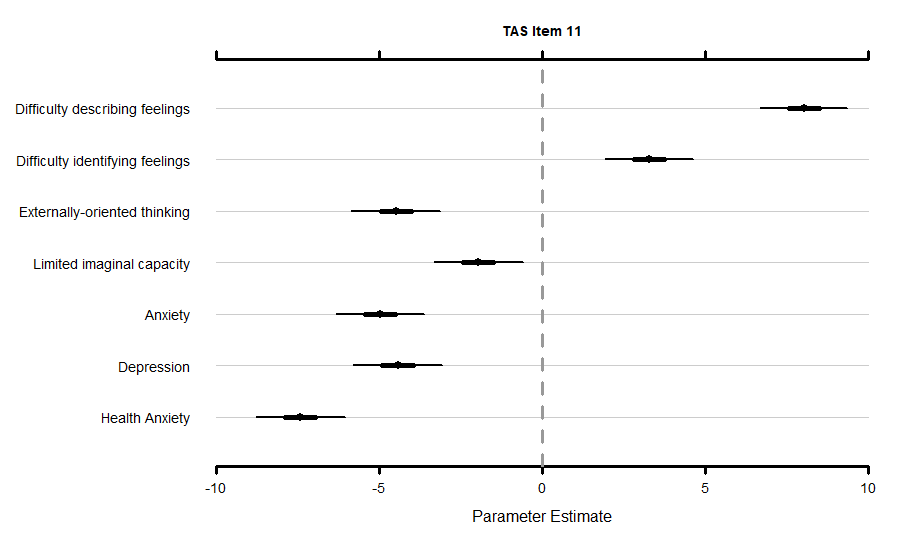 TAS Item 11
Difficulty describing feelings
Difficulty identifying feelings
Externally-oriented thinking
Limited imaginal capacity
Anxiety
Depression
Health Anxiety
-10 -5 0 5 10
Parameter Estimate